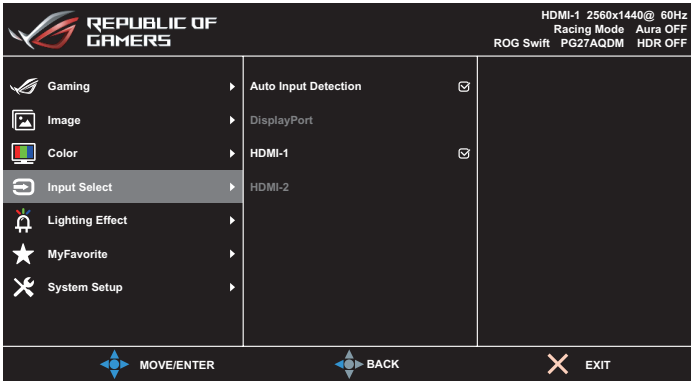 REPUBLIC OF
GAMERS
HDMI-1 2560x1440@ 60Hz
Racing Mode Aura OFF
ROG Swift PG27AQDM HDR OFF
Gaming
Image
Color
Input Select
Lighting Effect
MyFavorite
System Setup
Auto Input Detection
DisplayPort
HDMI-1
HDMI-2
MOVE/ENTER
BACK
EXIT